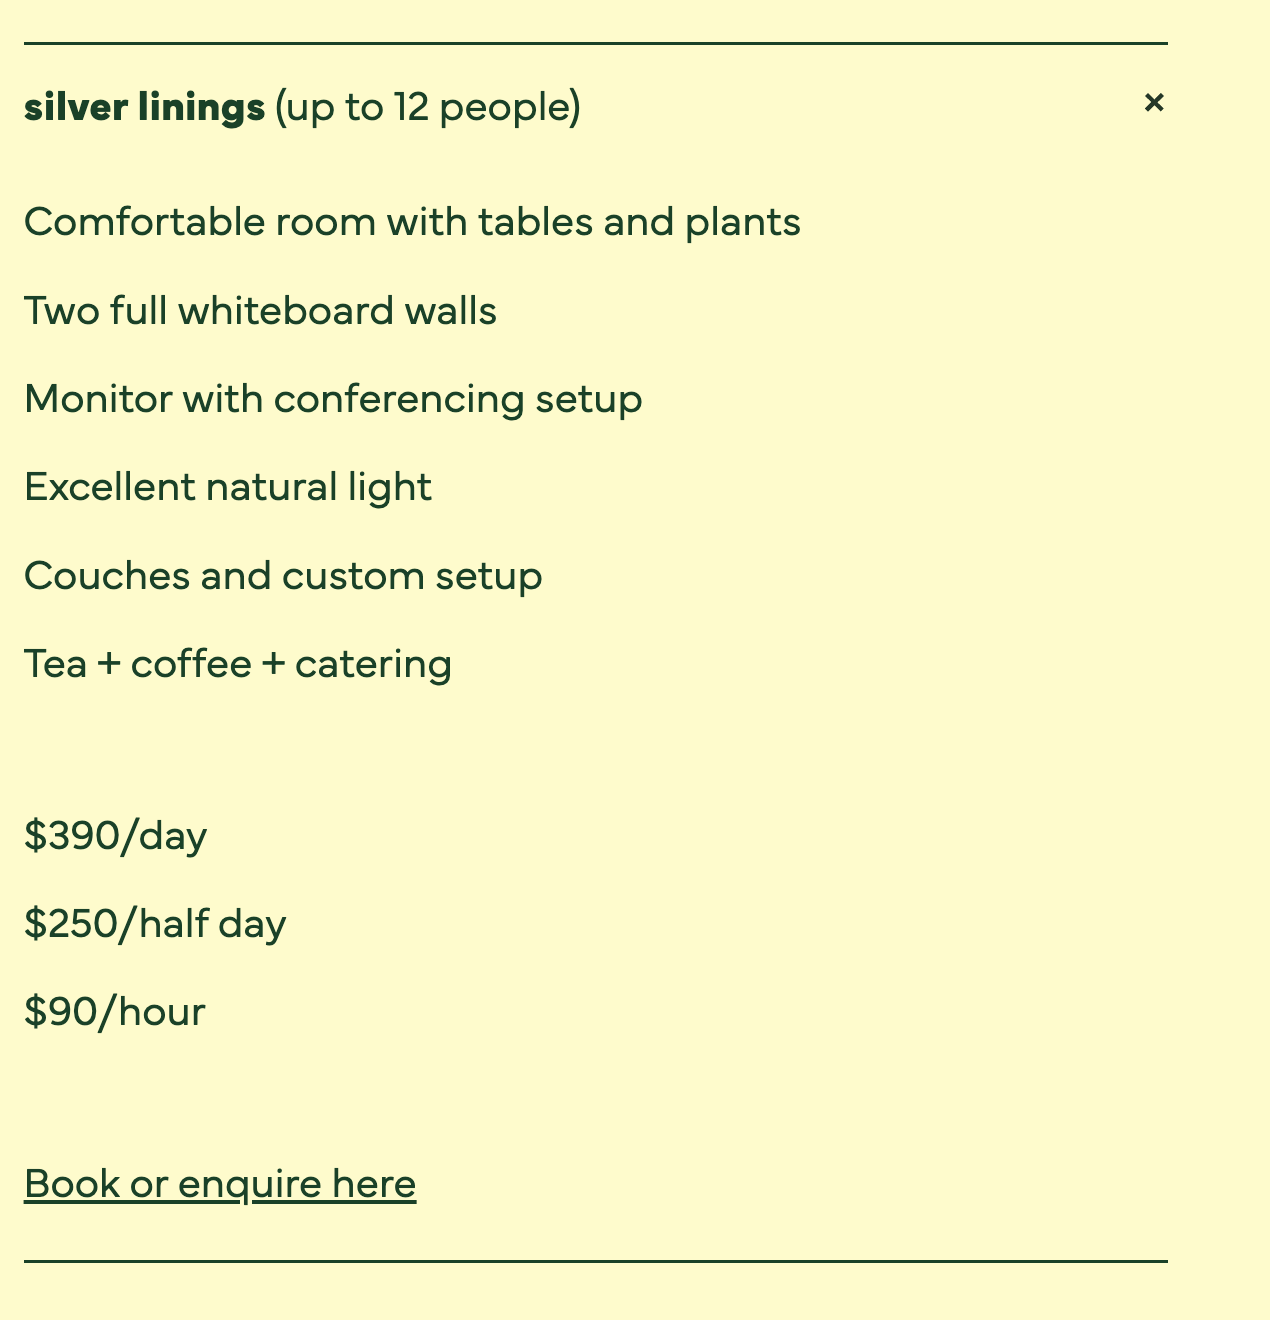 silver linings (up to 12 people) ×
Comfortable room with tables and plants
Two full whiteboard walls
Monitor with conferencing setup
Excellent natural light
Couches and custom setup
Tea + coffee + catering
$390/day
$250/half day
$90/hour
Book or enquire here